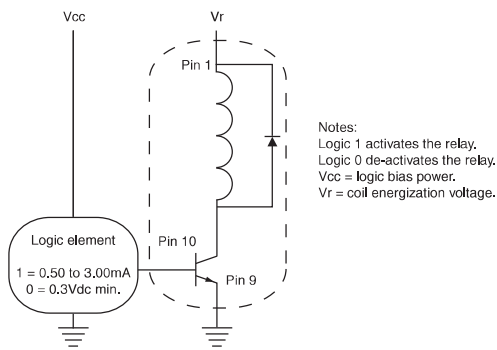 Vcc
Vr
Pin 1
Notes:
Logic 1 activates the relay.
Logic 0 de-activates the relay.
Vcc = logic bias power.
Vr = coil energization voltage.
Logic element
1 = 0.50 to 3.00mA
0 = 0.3Vdc min.
Pin 10
Pin 9